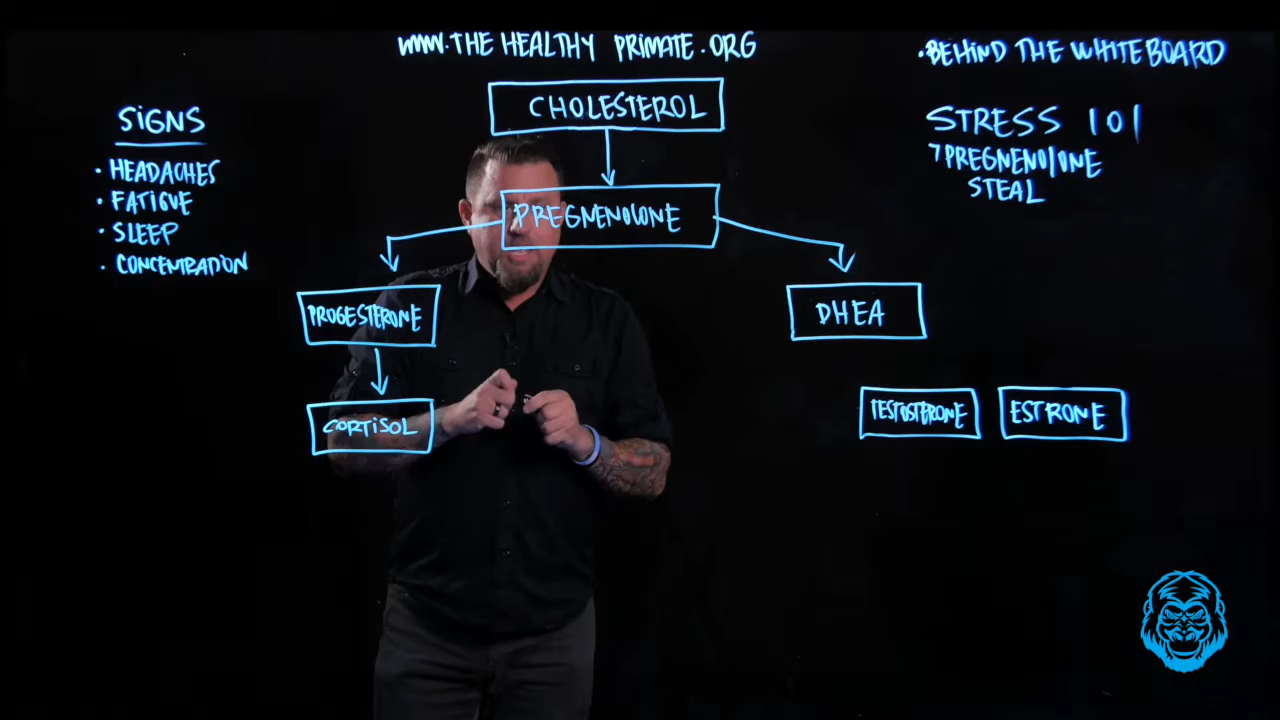 WWW.THE HEALTHY PRIMATE.ORG
•BEHIND THE WHITEBOARD
SIGNS
• HEADACHES
• FATIGUE
• SLEEP
• CONCENTRATION
CHOLESTEROL
STRESS 101
PREGNENOLONE
STEAL
PREGNENOLONE
PROGESTERONE
DHEA
CORTISOL
TESTOSTERONE
ESTRONE